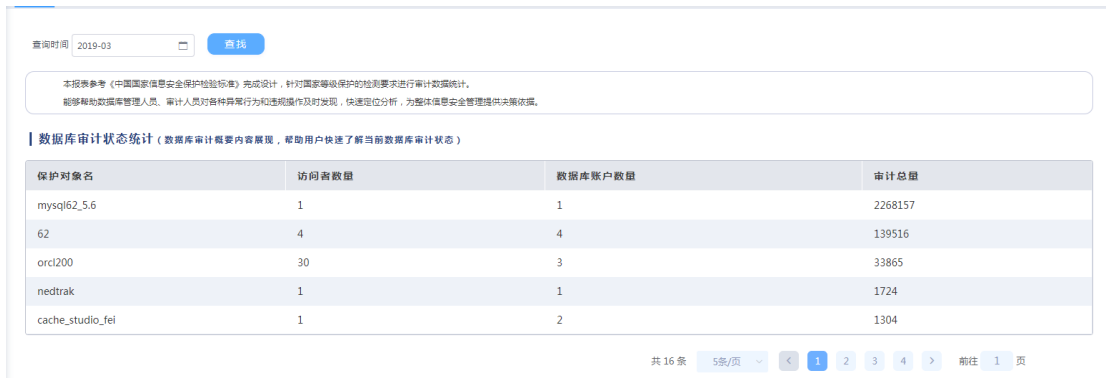 查询时间 2019-03 查找
本报表参考《中国国家信息安全保护检验标准》完成设计，针对国家等级保护的检测要求进行审计数据统计。
能够帮助数据库管理人员、审计人员对各种异常行为和违规操作及时发现，快速定位分析，为整体信息安全管理提供决策依据。
数据库审计状态统计（数据库审计概要内容展现，帮助用户快速了解当前数据库审计状态）
保护对象名 访问者数量 数据库账户数量 审计总量
mysql62_5.6 1 1 2268157
62 4 4 139516
orcl200 30 3 33865
nedtrak 1 1 1724
cache_studio_fei 1 2 1304
共 16 条 5条/页 < 1 2 3 4 > 前往 1 页